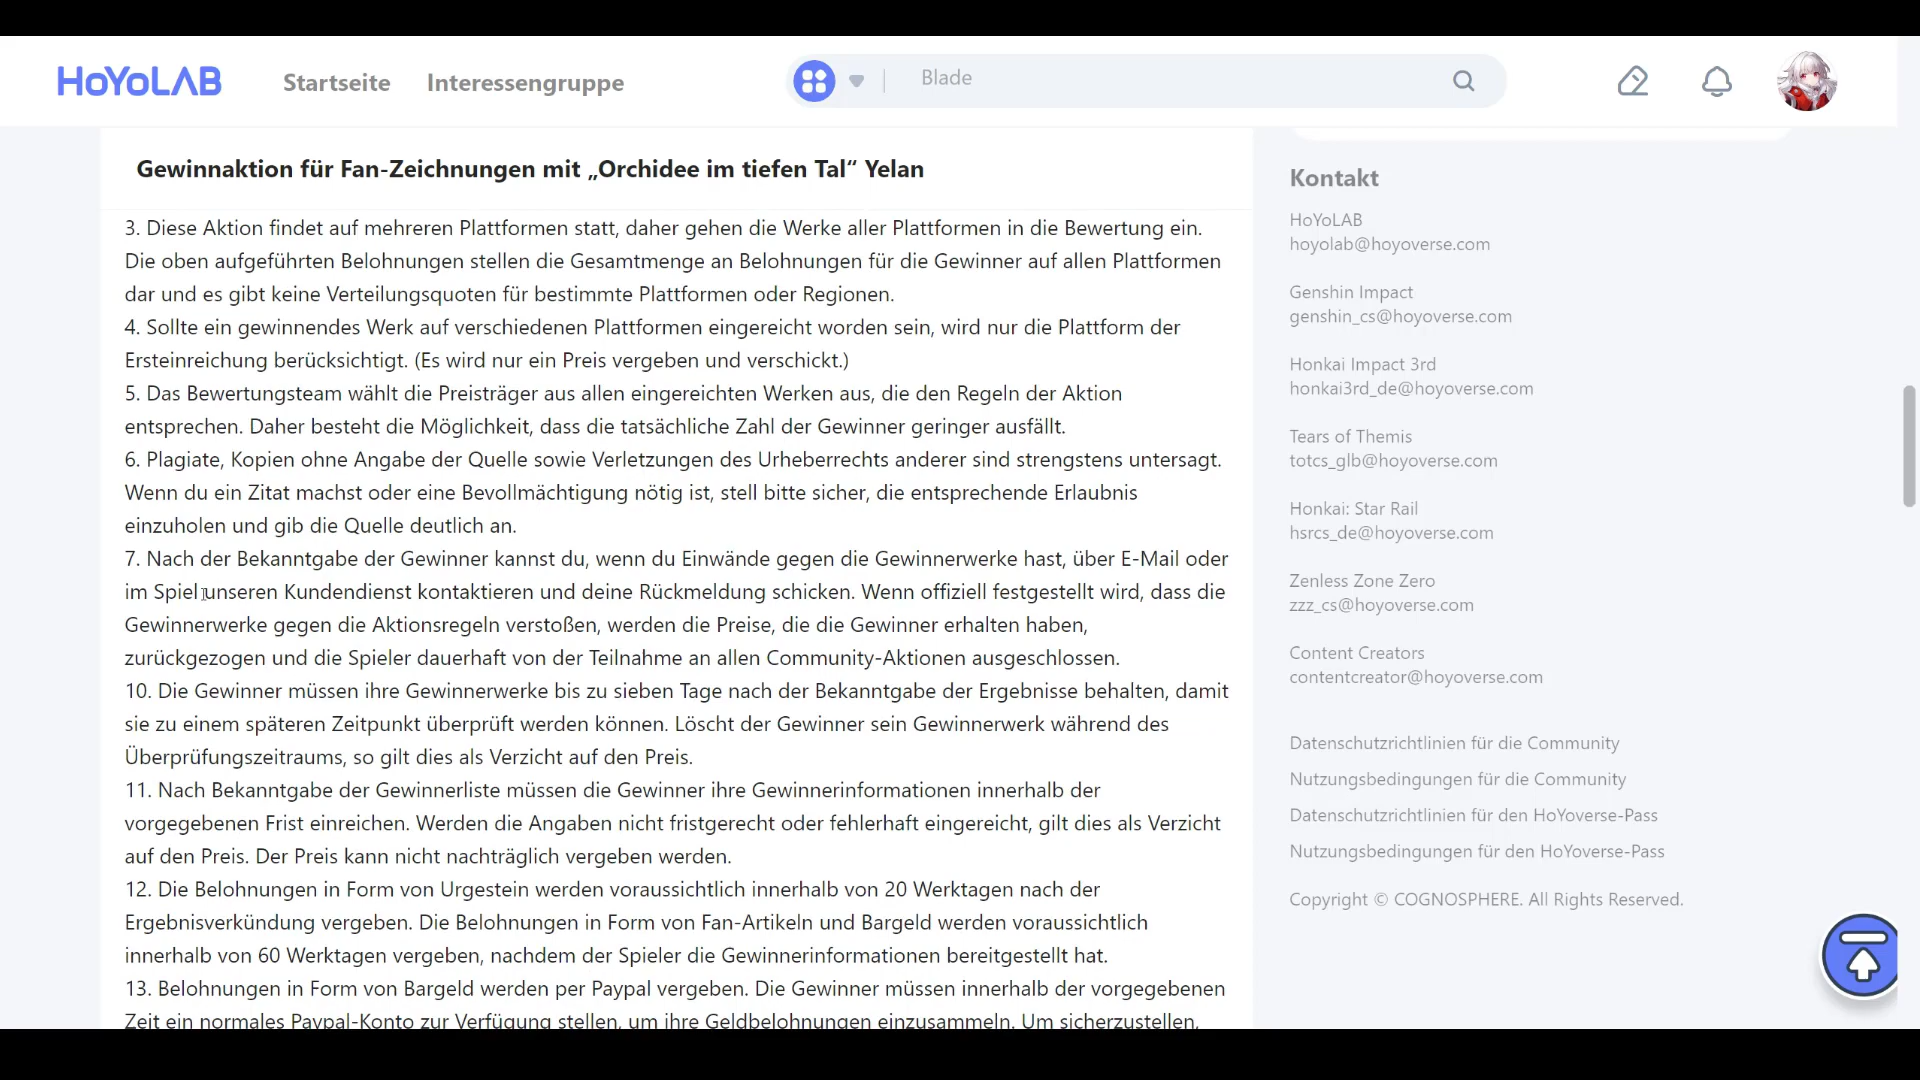 HoYoLAB
Startseite
Interessengruppe
Blade
Gewinnaktion für Fan-Zeichnungen mit „Orchidee im tiefen Tal“ Yelan
3. Diese Aktion findet auf mehreren Plattformen statt, daher gehen die Werke aller Plattformen in die Bewertung ein.
Die oben aufgeführten Belohnungen stellen die Gesamtmenge an Belohnungen für die Gewinner auf allen Plattformen
dar und es gibt keine Verteilungsquoten für bestimmte Plattformen oder Regionen.
4. Sollte ein gewinnendes Werk auf verschiedenen Plattformen eingereicht worden sein, wird nur die Plattform der
Ersteinreichung berücksichtigt. (Es wird nur ein Preis vergeben und verschickt.)
5. Das Bewertungsteam wählt die Preisträger aus allen eingereichten Werken aus, die den Regeln der Aktion
entsprechen. Daher besteht die Möglichkeit, dass die tatsächliche Zahl der Gewinner geringer ausfällt.
6. Plagiate, Kopien ohne Angabe der Quelle sowie Verletzungen des Urheberrechts anderer sind strengstens untersagt.
Wenn du ein Zitat machst oder eine Bevollmächtigung nötig ist, stell bitte sicher, die entsprechende Erlaubnis
einzuholen und gib die Quelle deutlich an.
7. Nach der Bekanntgabe der Gewinner kannst du, wenn du Einwände gegen die Gewinnerwerke hast, über E-Mail oder
im Spiel unseren Kundendienst kontaktieren und deine Rückmeldung schicken. Wenn offiziell festgestellt wird, dass die
Gewinnerwerke gegen die Aktionsregeln verstoßen, werden die Preise, die die Gewinner erhalten haben,
zurückgezogen und die Spieler dauerhaft von der Teilnahme an allen Community-Aktionen ausgeschlossen.
10. Die Gewinner müssen ihre Gewinnerwerke bis zu sieben Tage nach der Bekanntgabe der Ergebnisse behalten, damit
sie zu einem späteren Zeitpunkt überprüft werden können. Löscht der Gewinner sein Gewinnerwerk während des
Überprüfungszeitraums, so gilt dies als Verzicht auf den Preis.
11. Nach Bekanntgabe der Gewinnerliste müssen die Gewinner ihre Gewinnerinformationen innerhalb der
vorgegebenen Frist einreichen. Werden die Angaben nicht fristgerecht oder fehlerhaft eingereicht, gilt dies als Verzicht
auf den Preis. Der Preis kann nicht nachträglich vergeben werden.
12. Die Belohnungen in Form von Urgestein werden voraussichtlich innerhalb von 20 Werktagen nach der
Ergebnisverkündung vergeben. Die Belohnungen in Form von Fan-Artikeln und Bargeld werden voraussichtlich
innerhalb von 60 Werktagen vergeben, nachdem der Spieler die Gewinnerinformationen bereitgestellt hat.
13. Belohnungen in Form von Bargeld werden per Paypal vergeben. Die Gewinner müssen innerhalb der vorgegebenen
Zeit ein normales Paypal-Konto zur Verfügung stellen, um ihre Geldbelohnungen einzusammeln. Um sicherzustellen,
Kontakt
HoYoLAB
hoyolab@hoyoverse.com
Genshin Impact
genshin_cs@hoyoverse.com
Honkai Impact 3rd
honkai3rd_de@hoyoverse.com
Tears of Themis
totcs_glb@hoyoverse.com
Honkai: Star Rail
hsrcs_de@hoyoverse.com
Zenless Zone Zero
zzz_cs@hoyoverse.com
Content Creators
contentcreator@hoyoverse.com
Datenschutzrichtlinien für die Community
Nutzungsbedingungen für die Community
Datenschutzrichtlinien für den HoYoverse-Pass
Nutzungsbedingungen für den HoYoverse-Pass
Copyright © COGNOSPHERE. All Rights Reserved.